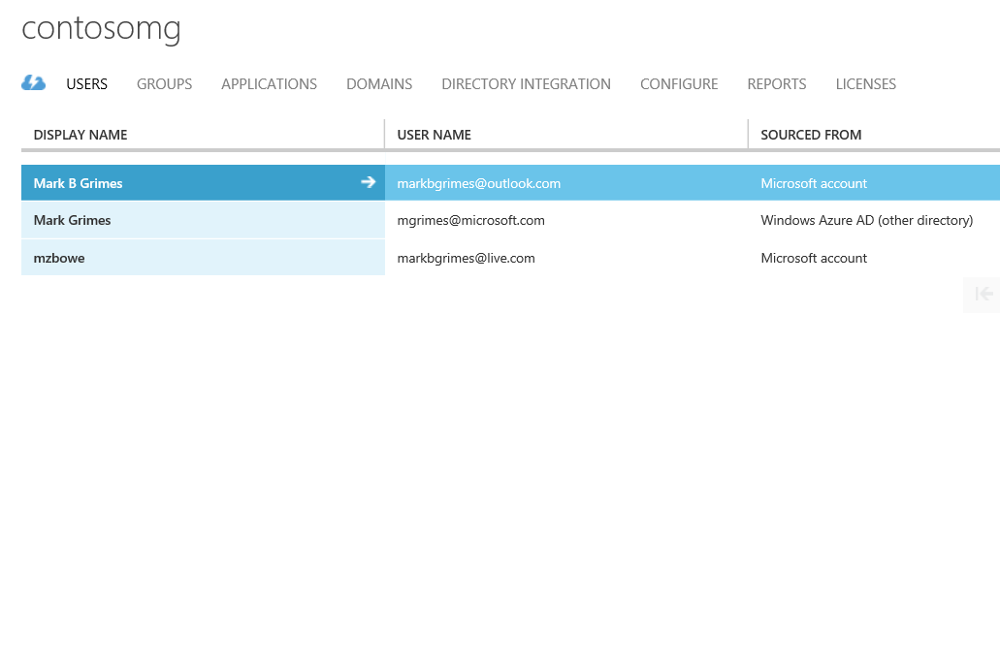 contosomg
USERS GROUPS APPLICATIONS DOMAINS DIRECTORY INTEGRATION CONFIGURE REPORTS LICENSES
DISPLAY NAME USER NAME SOURCED FROM
Mark B Grimes markbgrimes@outlook.com Microsoft account
Mark Grimes mgrimes@microsoft.com Windows Azure AD (other directory)
mzbowe markbgrimes@live.com Microsoft account